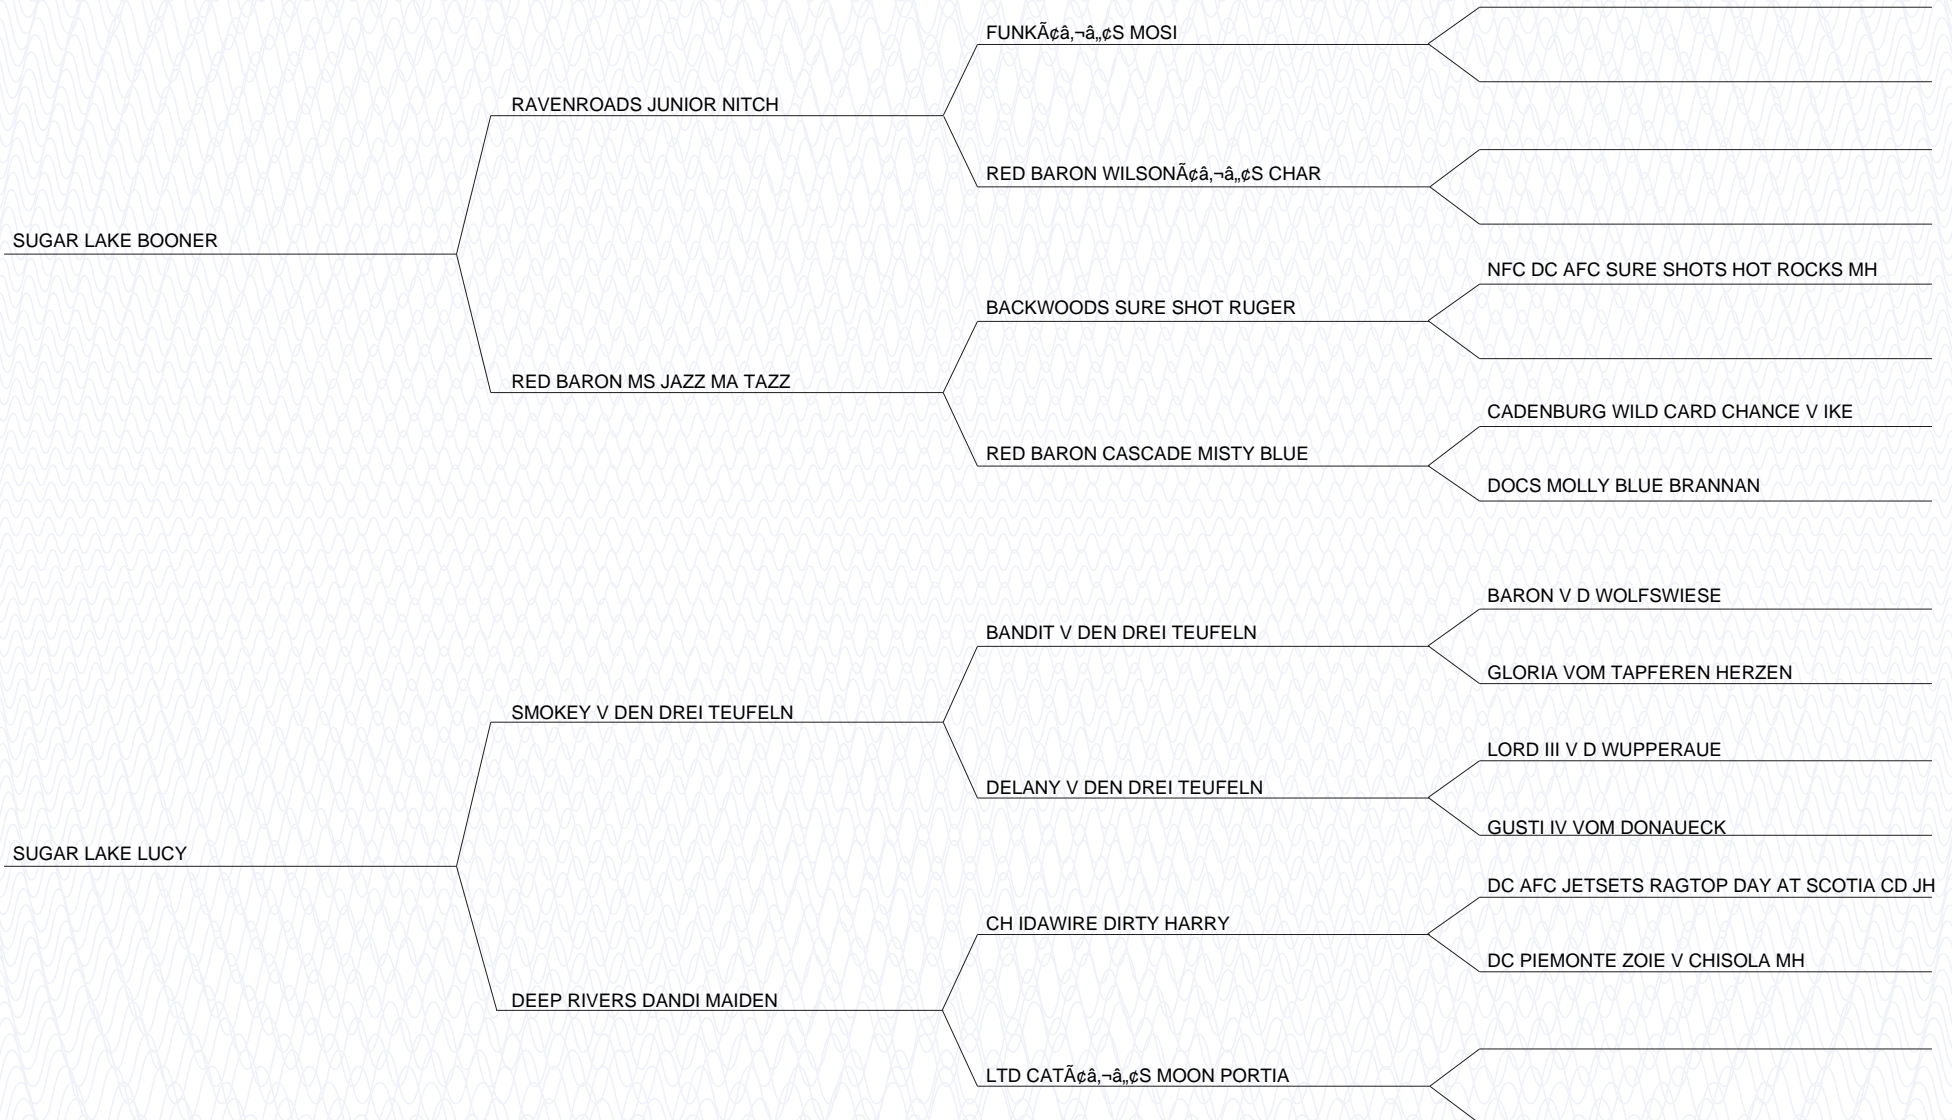 FUNKÃ¢â‚¬â„¢S MOSI
RAVENROADS JUNIOR NITCH
RED BARON WILSONÃ¢â‚¬â„¢S CHAR
SUGAR LAKE BOONER
NFC DC AFC SURE SHOTS HOT ROCKS MH
BACKWOODS SURE SHOT RUGER
RED BARON MS JAZZ MA TAZZ
CADENBURG WILD CARD CHANCE V IKE
RED BARON CASCADE MISTY BLUE
DOCS MOLLY BLUE BRANNAN
BARON V D WOLFSWIESE
BANDIT V DEN DREI TEUFELN
GLORIA VOM TAPFEREN HERZEN
SMOKEY V DEN DREI TEUFELN
LORD III V D WUPPERAUE
DELANY V DEN DREI TEUFELN
GUSTI IV VOM DONAUECK
SUGAR LAKE LUCY
DC AFC JETSETS RAGTOP DAY AT SCOTIA CD JH
CH IDAWIRE DIRTY HARRY
DC PIEMONTE ZOIE V CHISOLA MH
DEEP RIVERS DANDI MAIDEN
LTD CATÃ¢â‚¬â„¢S MOON PORTIA